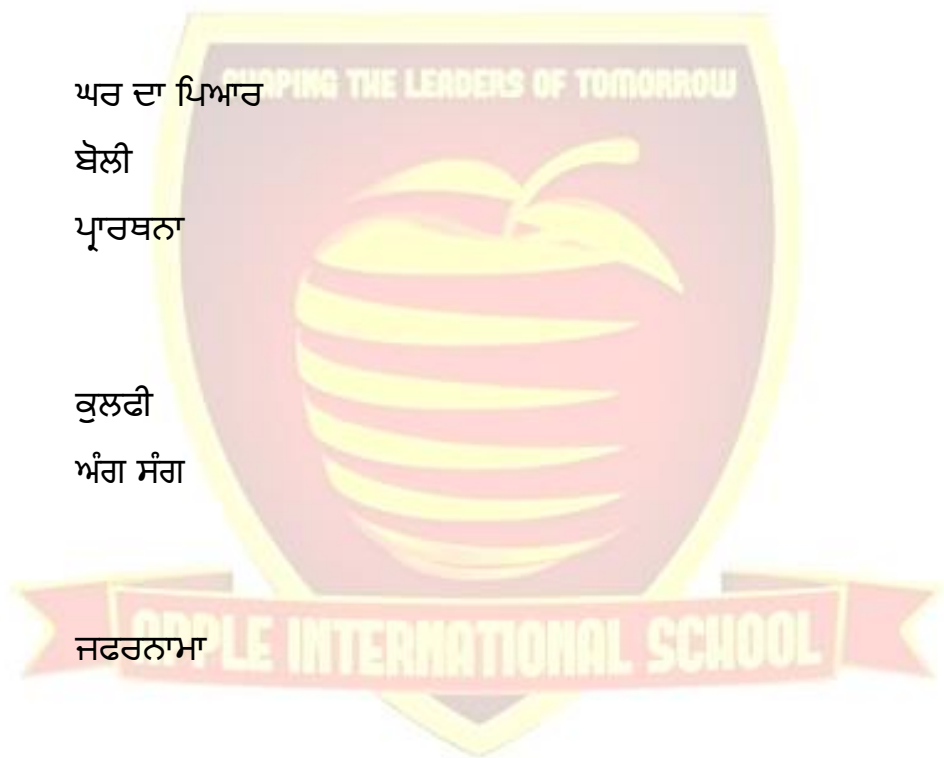 SHAPING THE LEADERS OF TOMORROW
ਘਰ ਦਾ ਪਿਆਰ
ਬੋਲੀ
ਪ੍ਰਾਰਥਨਾ
ਕੁਲਫੀ
ਅੰਗ ਸੰਗ
ਜਫਰਨਾਮਾ
APPLE INTERNATIONAL SCHOOL